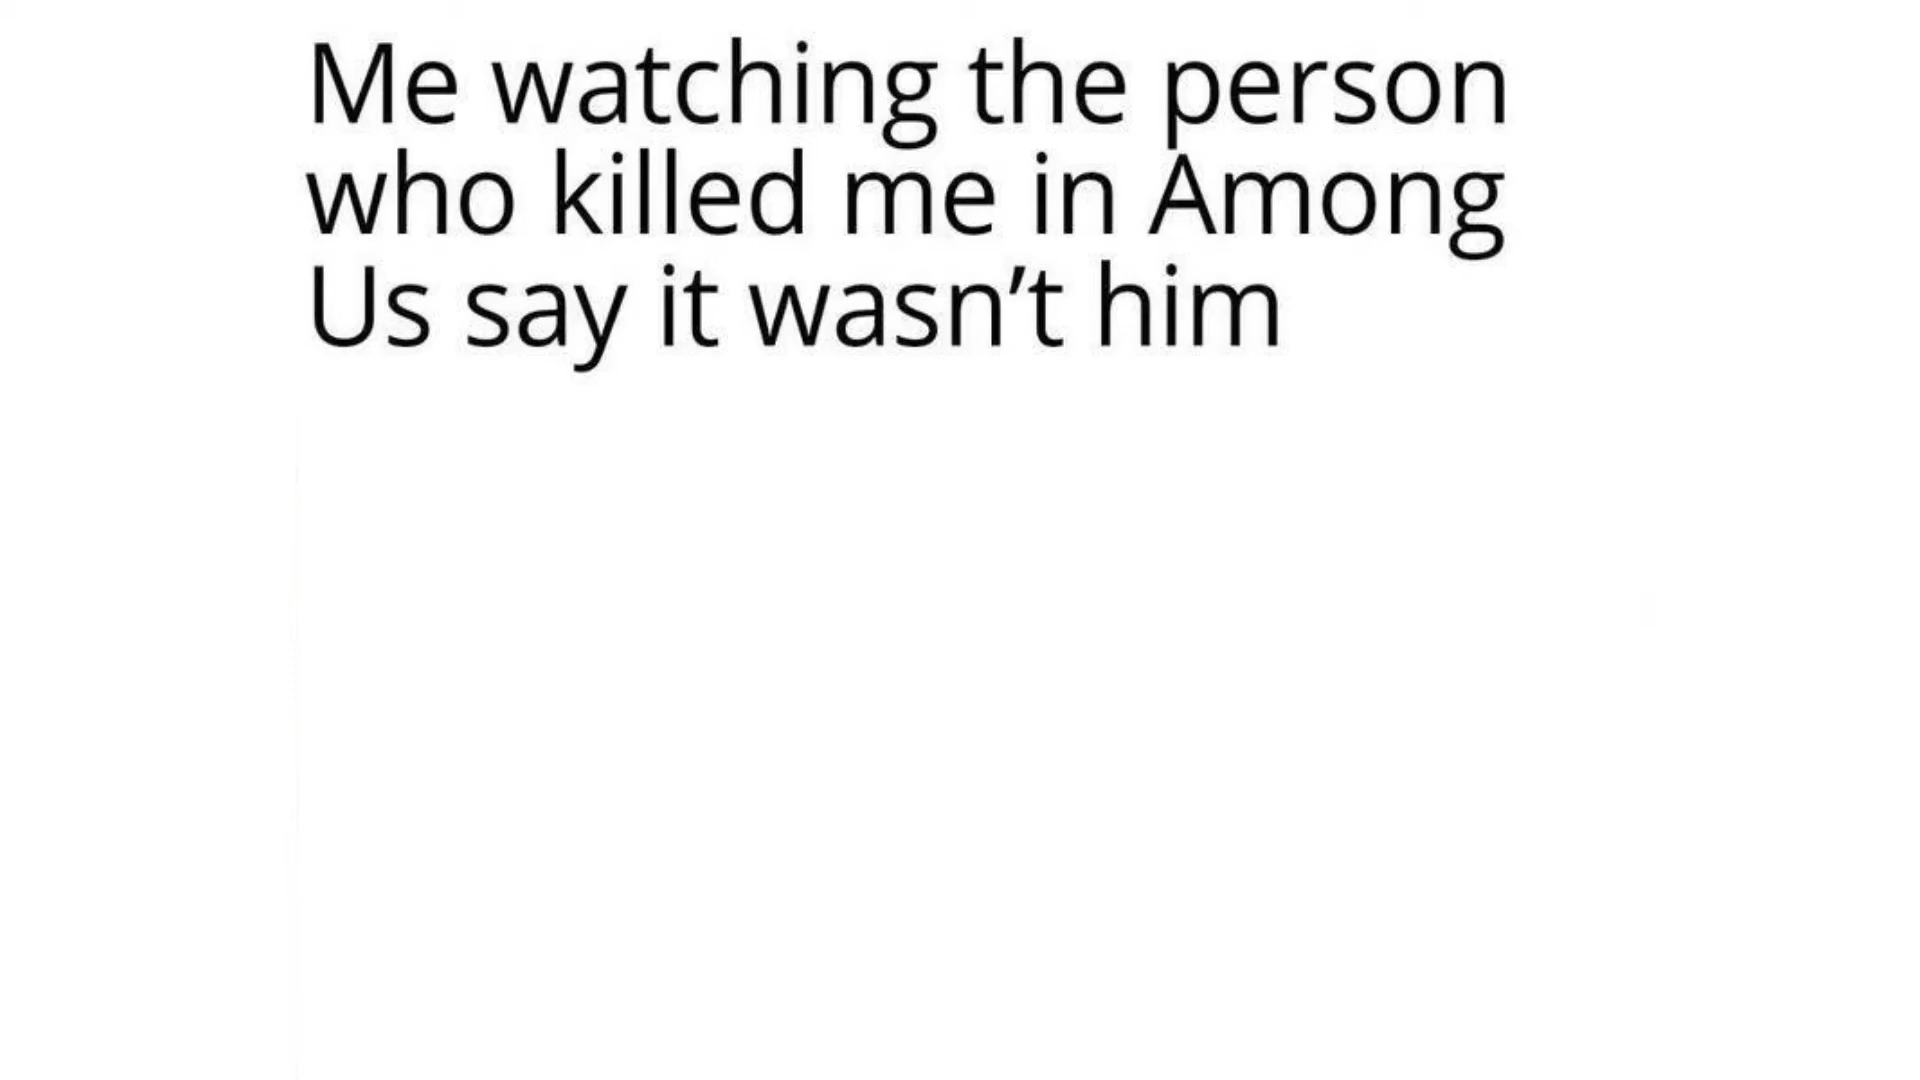 Me watching the person
who killed me in Among
Us say it wasn’t him